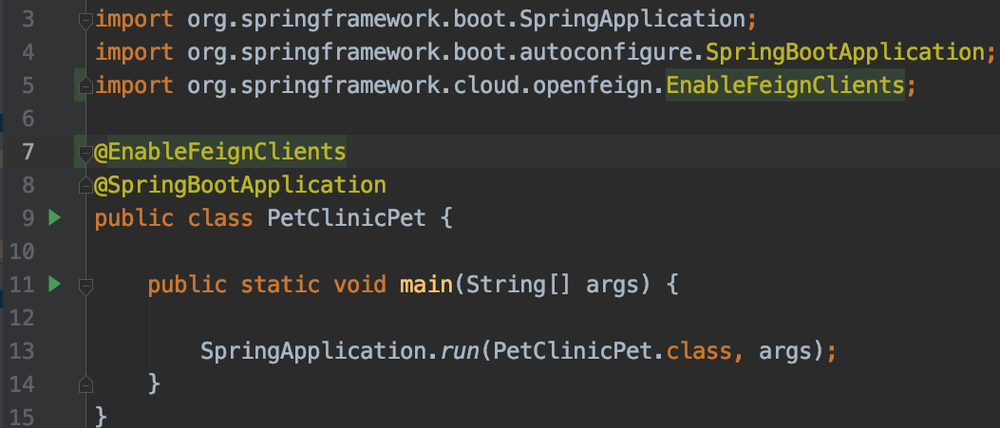 3 import org.springframework.boot.SpringApplication;
4 import org.springframework.boot.autoconfigure.SpringBootApplication;
5 import org.springframework.cloud.openfeign.EnableFeignClients;
6
7 @EnableFeignClients
8 @SpringBootApplication
9 public class PetClinicPet {
10
11     public static void main(String[] args) {
12
13         SpringApplication.run(PetClinicPet.class, args);
14     }
15 }